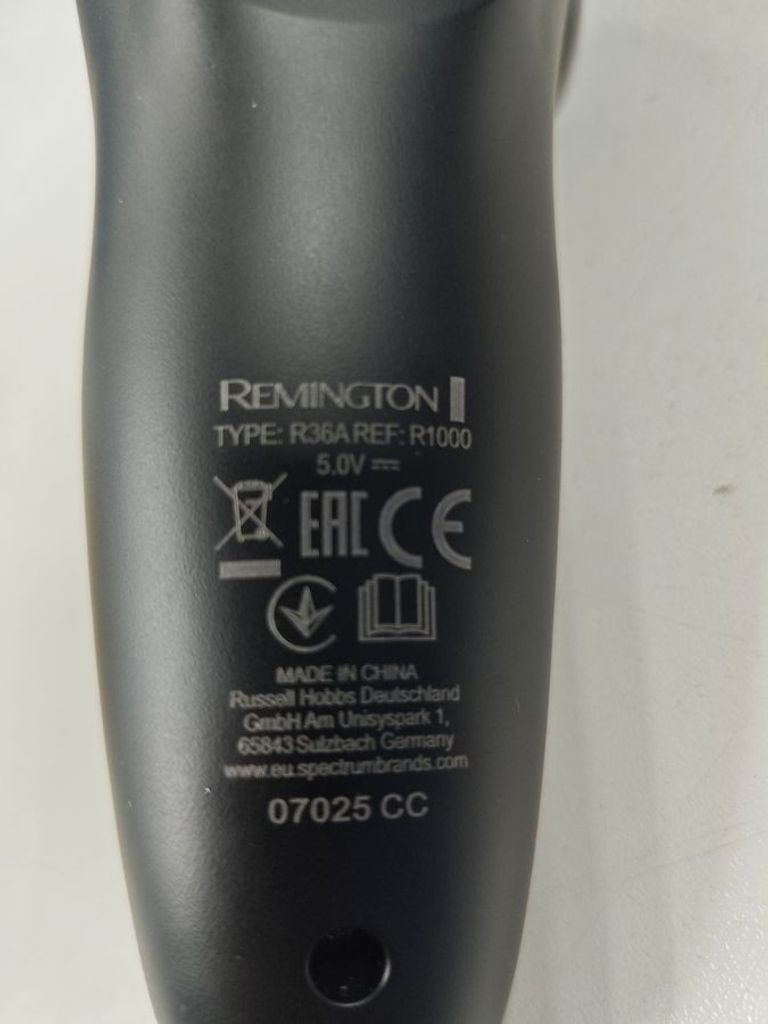 REMINGTON
TYPE: R36A REF: R1000
5.0V
EAC CE
MADE IN CHINA
Russell Hobbs Deutschland
GmbH Am Unisyspark 1,
65843 Sulzbach Germany
www.eu.spectrumbrands.com
07025 CC